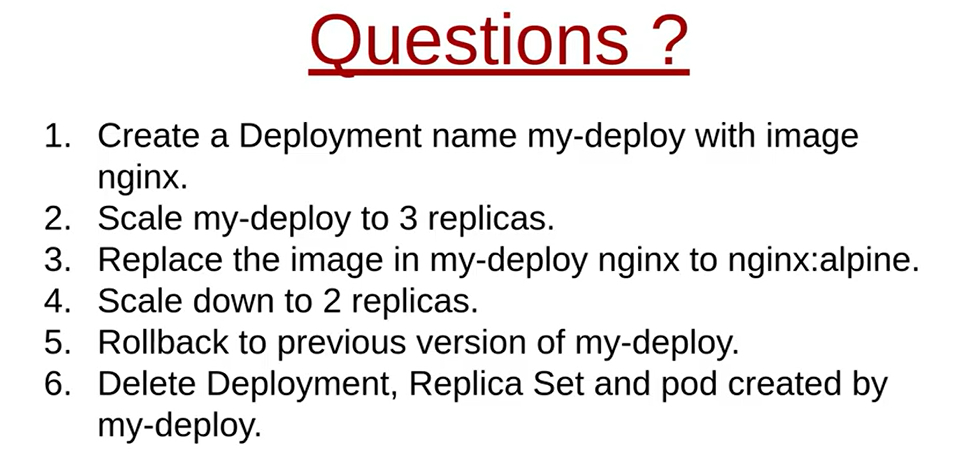 Questions ?
1. Create a Deployment name my-deploy with image
nginx.
2. Scale my-deploy to 3 replicas.
3. Replace the image in my-deploy nginx to nginx:alpine.
4. Scale down to 2 replicas.
5. Rollback to previous version of my-deploy.
6. Delete Deployment, Replica Set and pod created by
my-deploy.